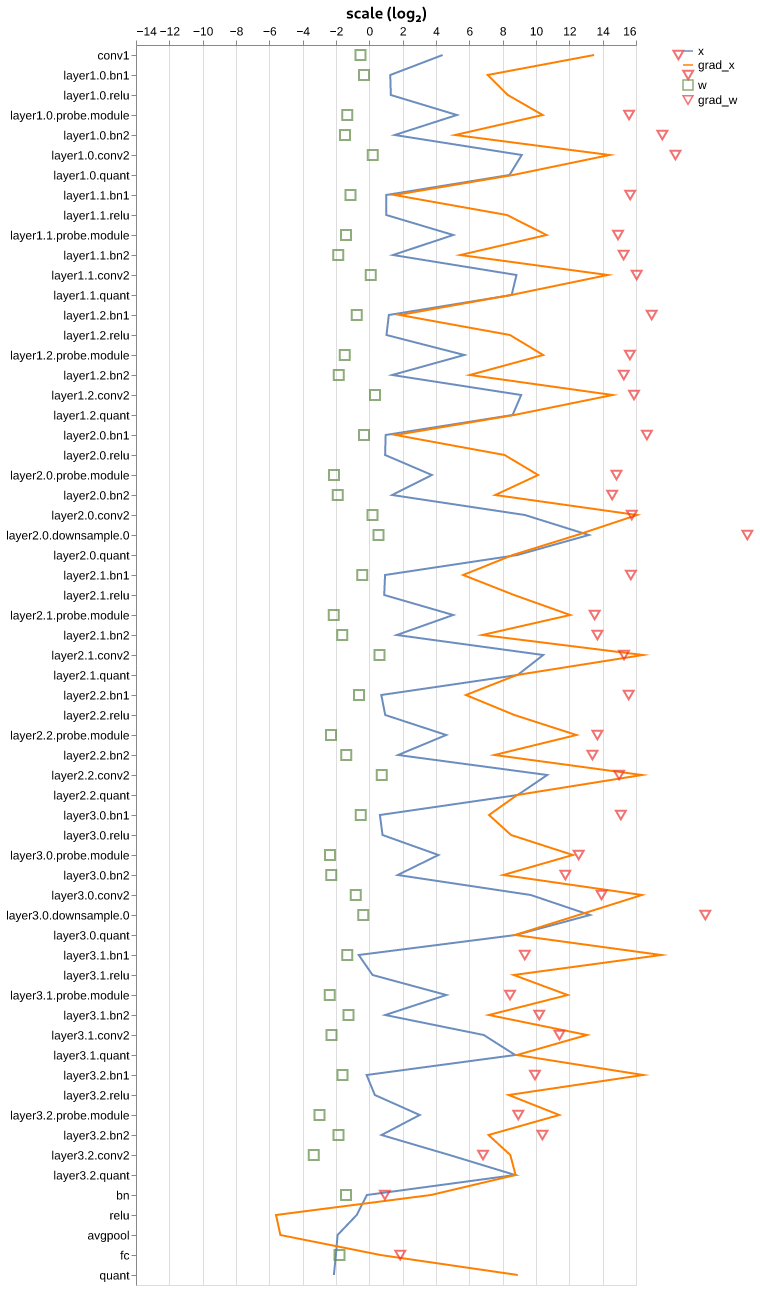 scale (log₂)
−14 −12 −10 −8 −6 −4 −2 0 2 4 6 8 10 12 14 16
x
grad_x
w
grad_w
conv1
layer1.0.bn1
layer1.0.relu
layer1.0.probe.module
layer1.0.bn2
layer1.0.conv2
layer1.0.quant
layer1.1.bn1
layer1.1.relu
layer1.1.probe.module
layer1.1.bn2
layer1.1.conv2
layer1.1.quant
layer1.2.bn1
layer1.2.relu
layer1.2.probe.module
layer1.2.bn2
layer1.2.conv2
layer1.2.quant
layer2.0.bn1
layer2.0.relu
layer2.0.probe.module
layer2.0.bn2
layer2.0.conv2
layer2.0.downsample.0
layer2.0.quant
layer2.1.bn1
layer2.1.relu
layer2.1.probe.module
layer2.1.bn2
layer2.1.conv2
layer2.1.quant
layer2.2.bn1
layer2.2.relu
layer2.2.probe.module
layer2.2.bn2
layer2.2.conv2
layer2.2.quant
layer3.0.bn1
layer3.0.relu
layer3.0.probe.module
layer3.0.bn2
layer3.0.conv2
layer3.0.downsample.0
layer3.0.quant
layer3.1.bn1
layer3.1.relu
layer3.1.probe.module
layer3.1.bn2
layer3.1.conv2
layer3.1.quant
layer3.2.bn1
layer3.2.relu
layer3.2.probe.module
layer3.2.bn2
layer3.2.conv2
layer3.2.quant
bn
relu
avgpool
fc
quant